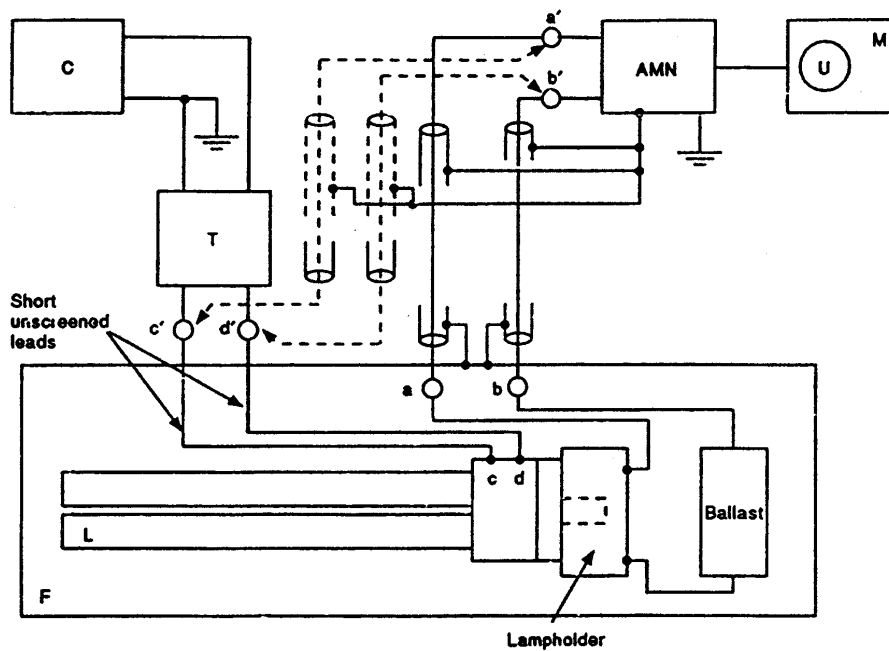 a'
C
AMN
M
U
b'
T
Short
unscreened
leads
c'
d'
a
b
c
d
L
Ballast
F
Lampholder